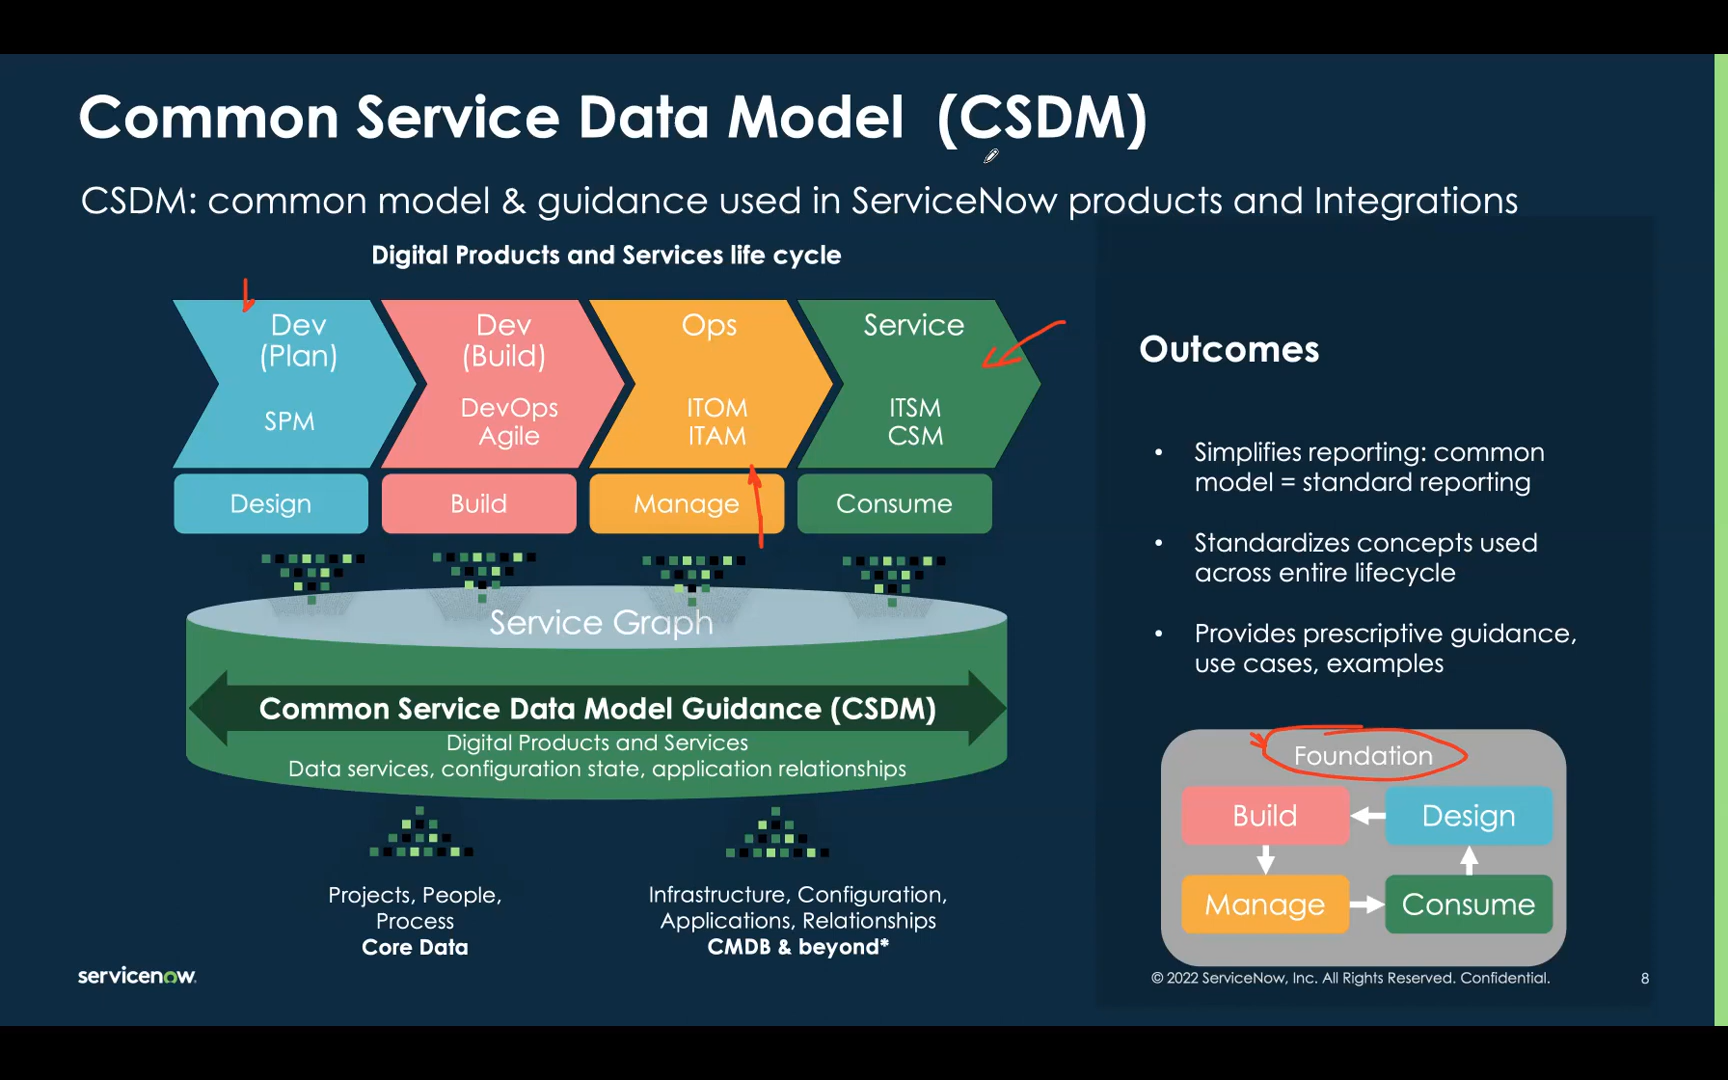 Common Service Data Model (CSDM)
CSDM: common model & guidance used in ServiceNow products and Integrations
Digital Products and Services life cycle
Dev
(Plan)
SPM
Design
Dev
(Build)
DevOps
Agile
Build
Ops
ITOM
ITAM
Manage
Service
ITSM
CSM
Consume
Service Graph
Common Service Data Model Guidance (CSDM)
Digital Products and Services
Data services, configuration state, application relationships
Projects, People,
Process
Core Data
Infrastructure, Configuration,
Applications, Relationships
CMDB & beyond*
Outcomes
• Simplifies reporting: common
model = standard reporting
• Standardizes concepts used
across entire lifecycle
• Provides prescriptive guidance,
use cases, examples
Foundation
Build
Design
Manage
Consume
servicenow.
© 2022 ServiceNow, Inc. All Rights Reserved. Confidential.
8